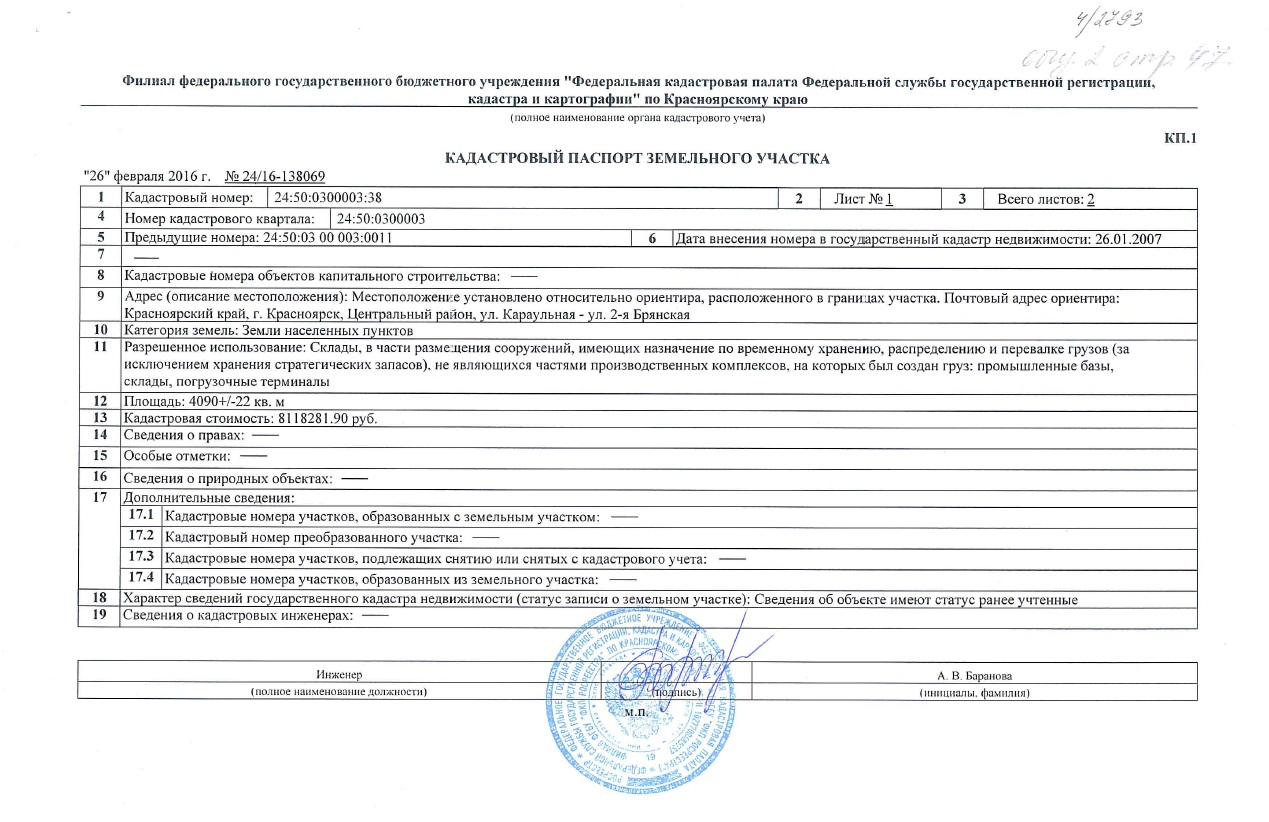 4/2793
стр 47
Филиал федерального государственного бюджетного учреждения "Федеральная кадастровая палата Федеральной службы государственной регистрации,
кадастра и картографии" по Красноярскому краю
(полное наименование органа кадастрового учета)
КП.1
КАДАСТРОВЫЙ ПАСПОРТ ЗЕМЕЛЬНОГО УЧАСТКА
"26" февраля 2016 г. № 24/16-138069
1 Кадастровый номер: 24:50:0300003:38 2 Лист № 1 3 Всего листов: 2
4 Номер кадастрового квартала: 24:50:0300003
5 Предыдущие номера: 24:50:03 00 003:0011 6 Дата внесения номера в государственный кадастр недвижимости: 26.01.2007
7 ——
8 Кадастровые номера объектов капитального строительства: ——
9 Адрес (описание местоположения): Местоположение установлено относительно ориентира, расположенного в границах участка. Почтовый адрес ориентира:
Красноярский край, г. Красноярск, Центральный район, ул. Караульная - ул. 2-я Брянская
10 Категория земель: Земли населенных пунктов
11 Разрешенное использование: Склады, в части размещения сооружений, имеющих назначение по временному хранению, распределению и перевалке грузов (за
исключением хранения стратегических запасов), не являющихся частями производственных комплексов, на которых был создан груз: промышленные базы,
склады, погрузочные терминалы
12 Площадь: 4090+/-22 кв. м
13 Кадастровая стоимость: 8118281.90 руб.
14 Сведения о правах: ——
15 Особые отметки: ——
16 Сведения о природных объектах: ——
17 Дополнительные сведения:
17.1 Кадастровые номера участков, образованных с земельным участком: ——
17.2 Кадастровый номер преобразованного участка: ——
17.3 Кадастровые номера участков, подлежащих снятию или снятых с кадастрового учета: ——
17.4 Кадастровые номера участков, образованных из земельного участка: ——
18 Характер сведений государственного кадастра недвижимости (статус записи о земельном участке): Сведения об объекте имеют статус ранее учтенные
19 Сведения о кадастровых инженерах: ——
Инженер А. В. Баранова
(полное наименование должности) (подпись) (инициалы, фамилия)
М.П.